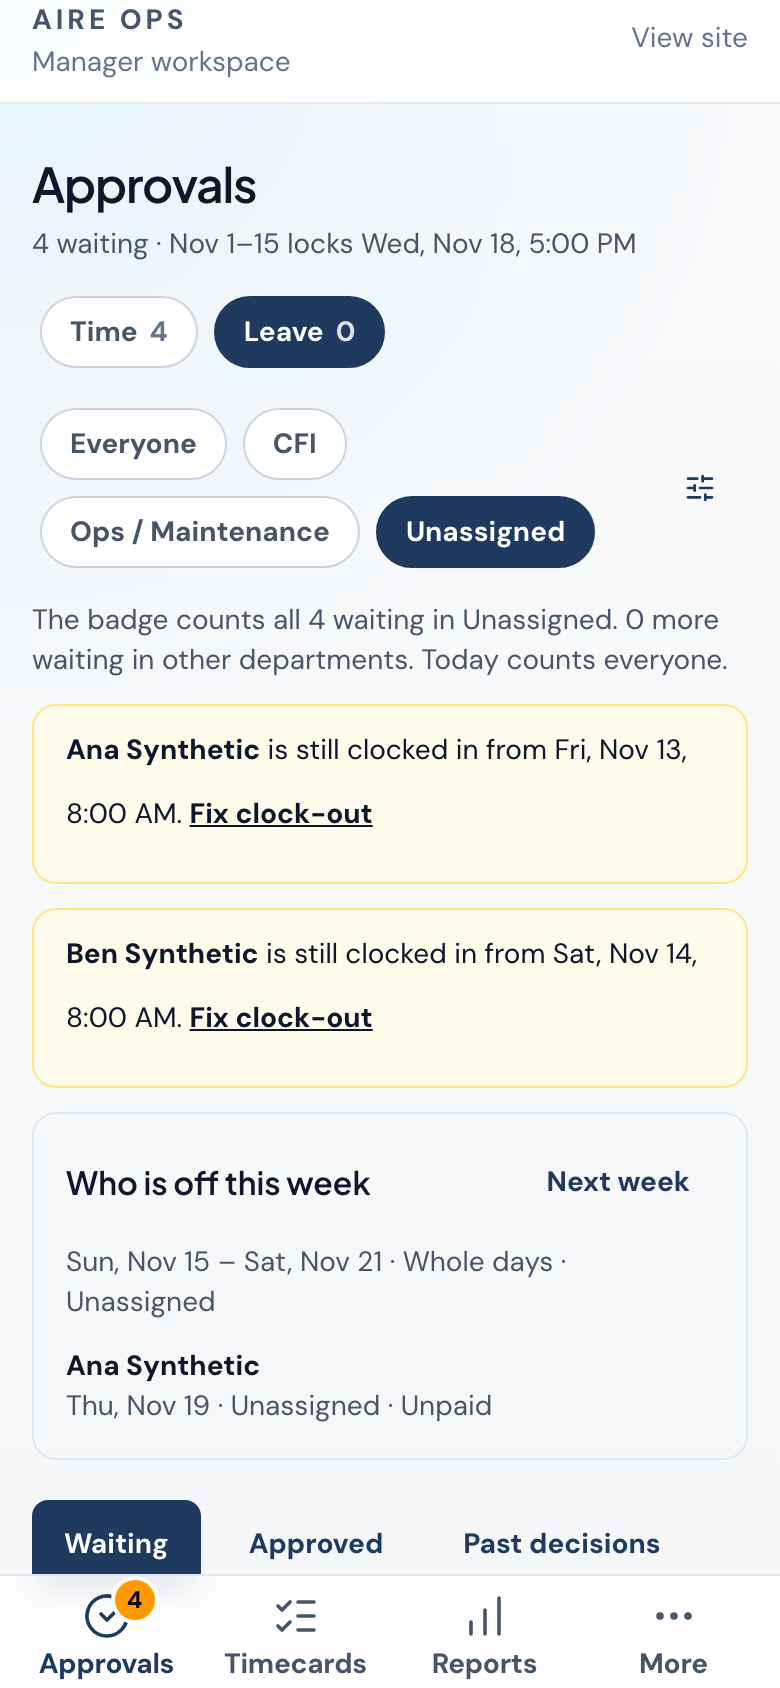 AIRE OPS
Manager workspace
View site
Approvals
4 waiting · Nov 1–15 locks Wed, Nov 18, 5:00 PM
Time 4
Leave 0
Everyone
CFI
Ops / Maintenance
Unassigned
The badge counts all 4 waiting in Unassigned. 0 more
waiting in other departments. Today counts everyone.
Ana Synthetic is still clocked in from Fri, Nov 13,
8:00 AM. Fix clock-out
Ben Synthetic is still clocked in from Sat, Nov 14,
8:00 AM. Fix clock-out
Who is off this week
Next week
Sun, Nov 15 – Sat, Nov 21 · Whole days ·
Unassigned
Ana Synthetic
Thu, Nov 19 · Unassigned · Unpaid
Waiting
Approved
Past decisions
4
Approvals
Timecards
Reports
More